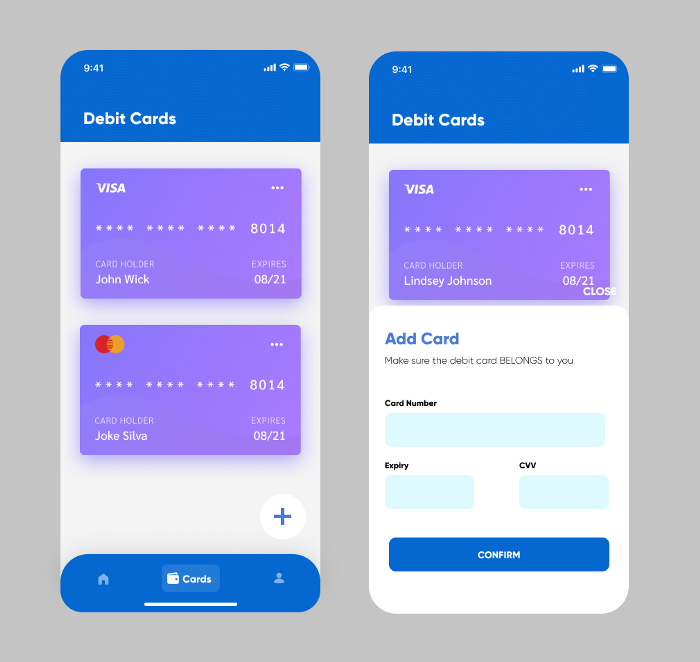 9:41
Debit Cards
VISA
**** **** **** 8014
CARD HOLDER EXPIRES
John Wick 08/21
**** **** **** 8014
CARD HOLDER EXPIRES
Joke Silva 08/21
Cards
9:41
Debit Cards
VISA
**** **** **** 8014
CARD HOLDER EXPIRES
Lindsey Johnson 08/21
CLOSE
Add Card
Make sure the debit card BELONGS to you
Card Number
Expiry CVV
CONFIRM